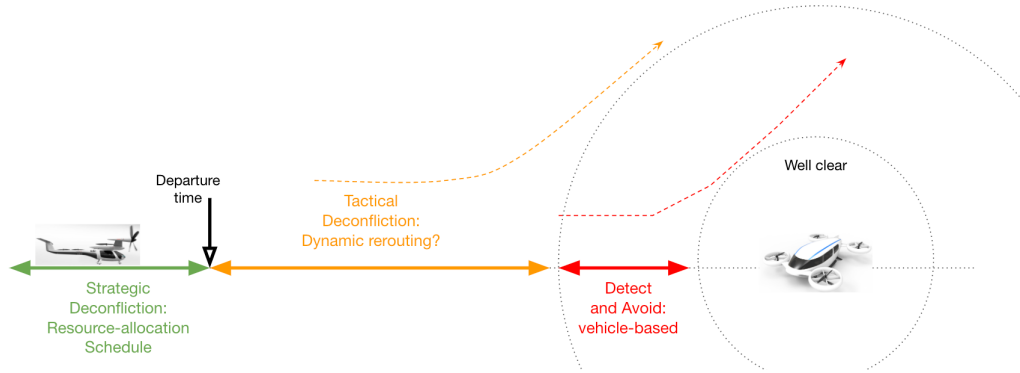 Departure
time
Well clear
Tactical
Deconfliction:
Dynamic rerouting?
Strategic
Deconfliction:
Resource-allocation
Schedule
Detect
and Avoid:
vehicle-based